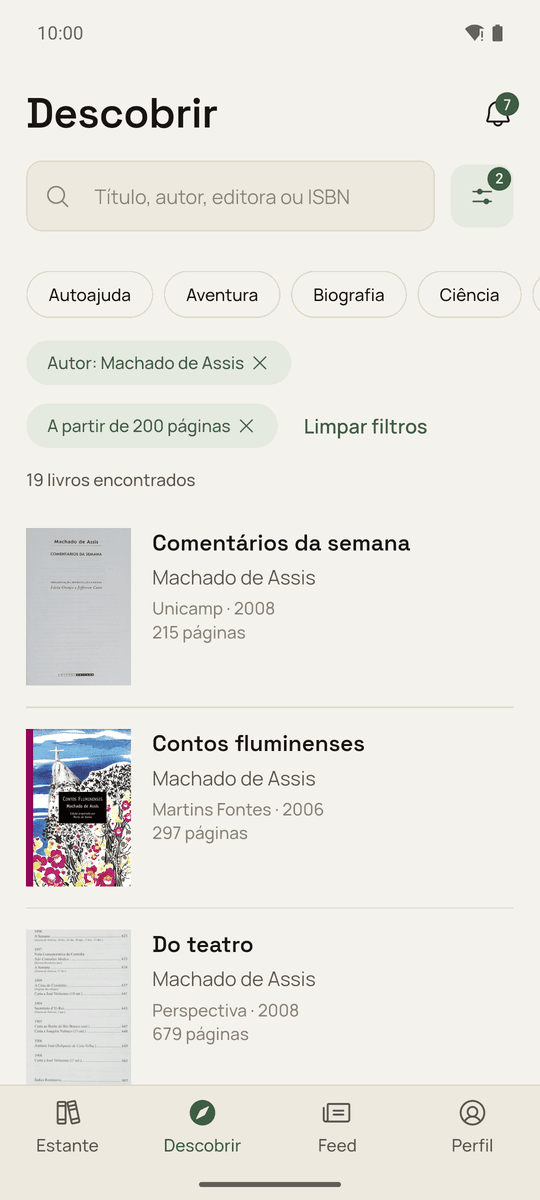 10:00
Descobrir
7
Título, autor, editora ou ISBN
2
Autoajuda
Aventura
Biografia
Ciência
Autor: Machado de Assis
A partir de 200 páginas
Limpar filtros
19 livros encontrados
Machado de Assis
COMENTÁRIOS DA SEMANA
Comentários da semana
Machado de Assis
Unicamp · 2008
215 páginas
CONTOS FLUMINENSES
Machado de Assis
Contos fluminenses
Machado de Assis
Martins Fontes · 2006
297 páginas
Do teatro
Machado de Assis
Perspectiva · 2008
679 páginas
Estante
Descobrir
Feed
Perfil